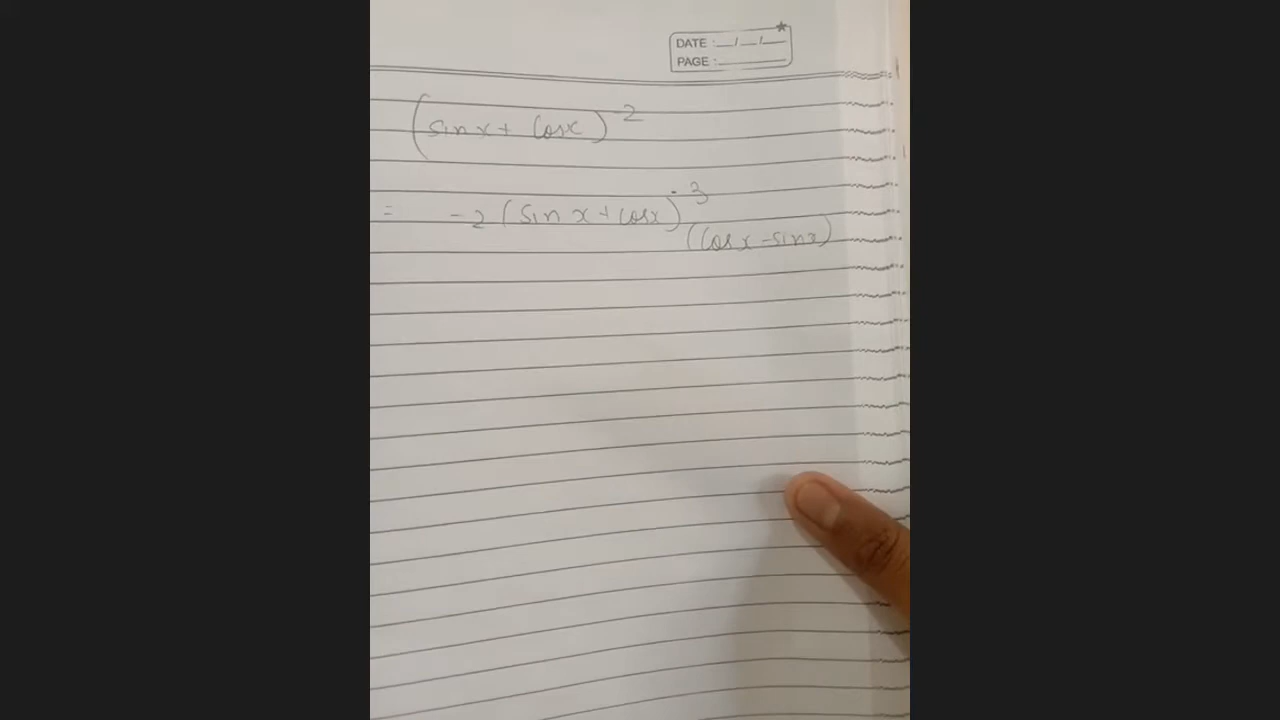 DATE : __/__/__
PAGE : ______
(sin x + cos x)⁻²
= -2 (sin x + cos x)⁻³ (cos x - sin x)